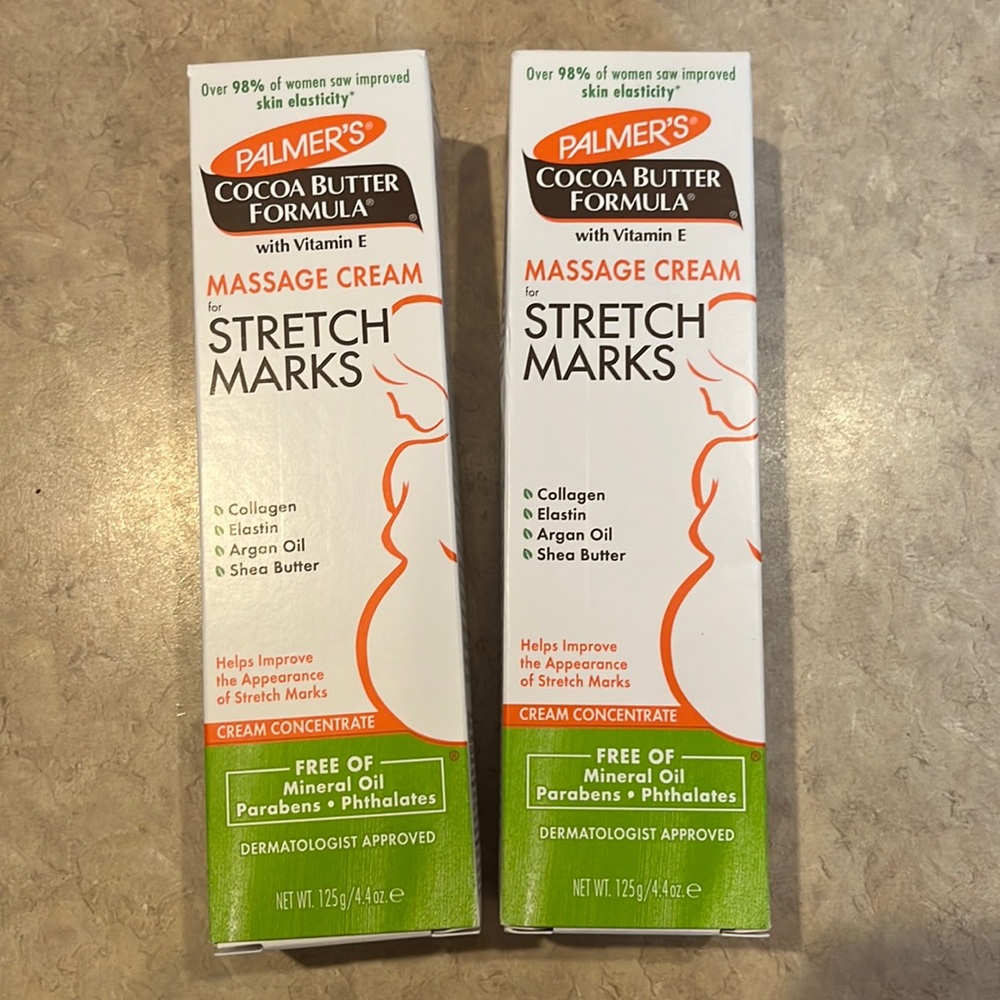 Over 98% of women saw improved
skin elasticity*
PALMER'S®
COCOA BUTTER
FORMULA®
®
with Vitamin E
MASSAGE CREAM
for
STRETCH
MARKS
Collagen
Elastin
Argan Oil
Shea Butter
Helps Improve
the Appearance
of Stretch Marks
CREAM CONCENTRATE
®
FREE OF
Mineral Oil
Parabens • Phthalates
DERMATOLOGIST APPROVED
NET WT. 125g/4.4oz.℮
Over 98% of women saw improved
skin elasticity*
PALMER'S®
COCOA BUTTER
FORMULA®
®
with Vitamin E
MASSAGE CREAM
for
STRETCH
MARKS
Collagen
Elastin
Argan Oil
Shea Butter
Helps Improve
the Appearance
of Stretch Marks
CREAM CONCENTRATE
®
FREE OF
Mineral Oil
Parabens • Phthalates
DERMATOLOGIST APPROVED
NET WT. 125g/4.4oz.℮